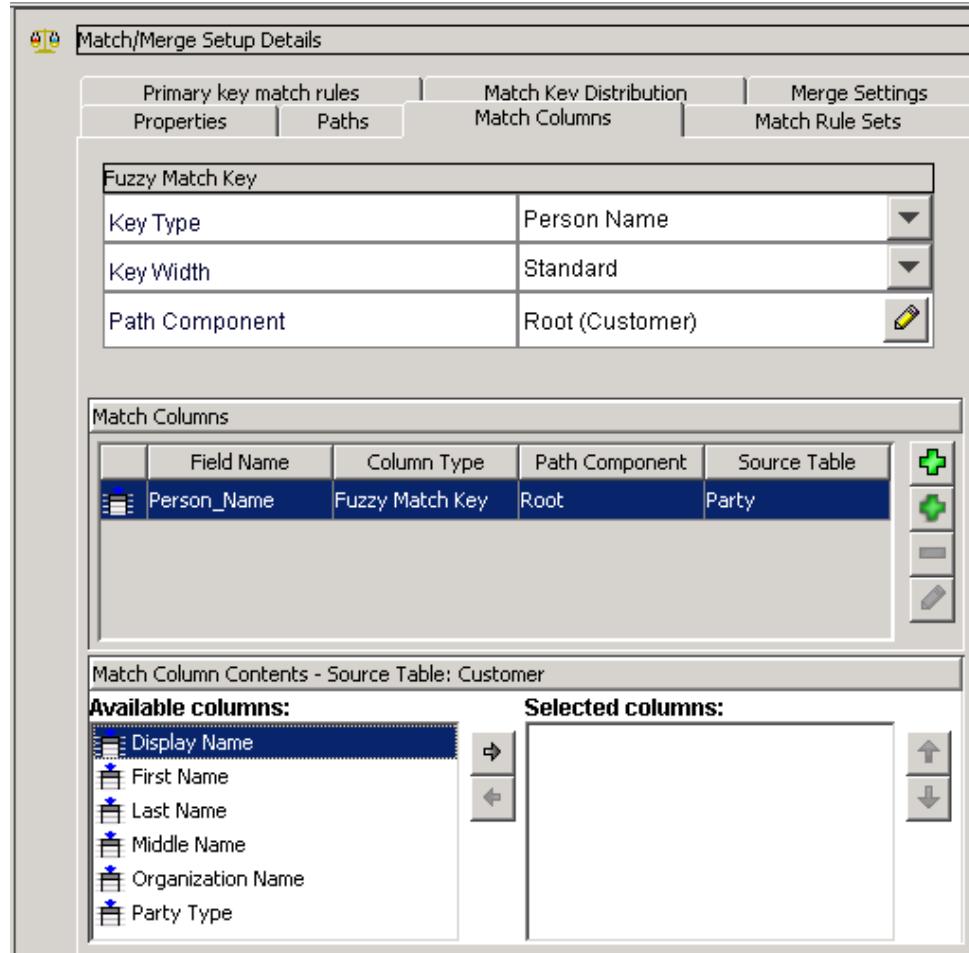 Match/Merge Setup Details
Primary key match rules Match Key Distribution Merge Settings
Properties Paths Match Columns Match Rule Sets
Fuzzy Match Key
Key Type Person Name
Key Width Standard
Path Component Root (Customer)
Match Columns
Field Name Column Type Path Component Source Table
Person_Name Fuzzy Match Key Root Party
Match Column Contents - Source Table: Customer
Available columns: Selected columns:
Display Name
First Name
Last Name
Middle Name
Organization Name
Party Type